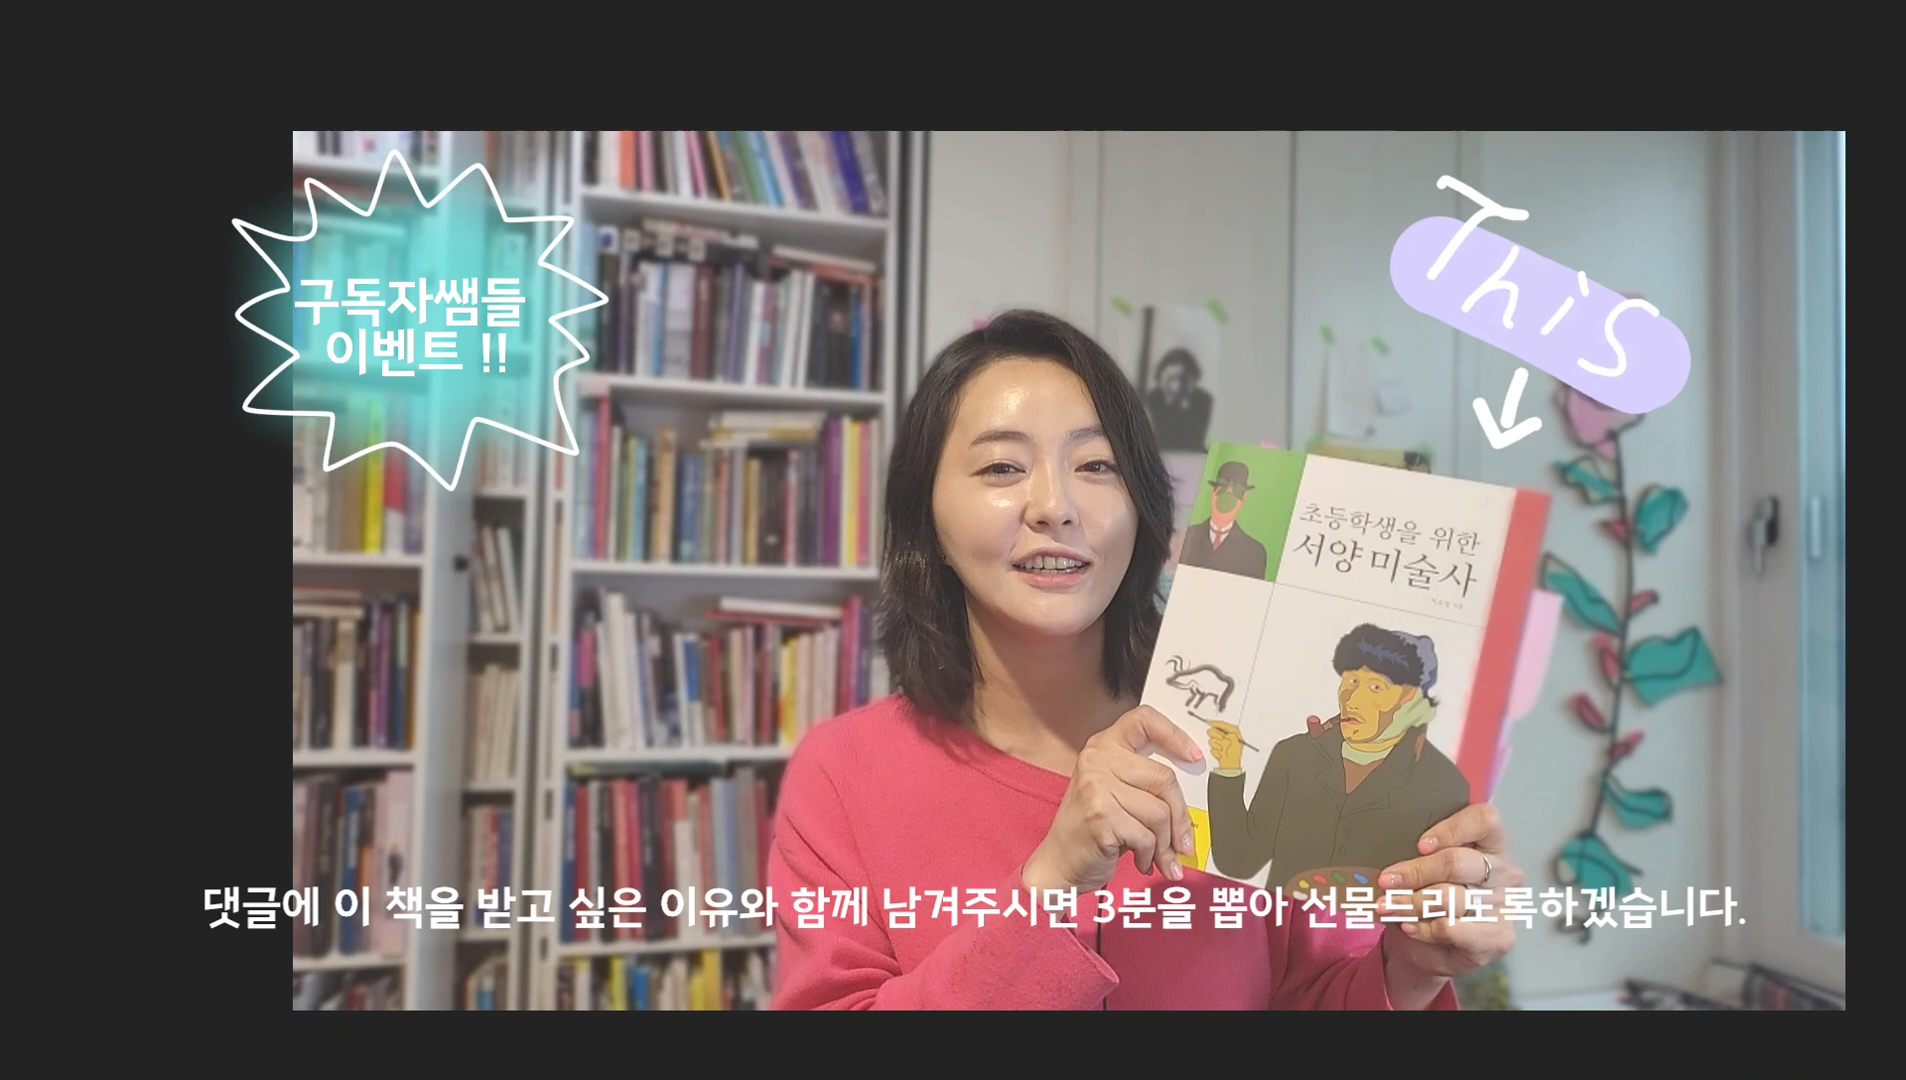 구독자쌤들
이벤트 !!
This
초등학생을 위한
서양 미술사
댓글에 이 책을 받고 싶은 이유와 함께 남겨주시면 3분을 뽑아 선물드리도록하겠습니다.